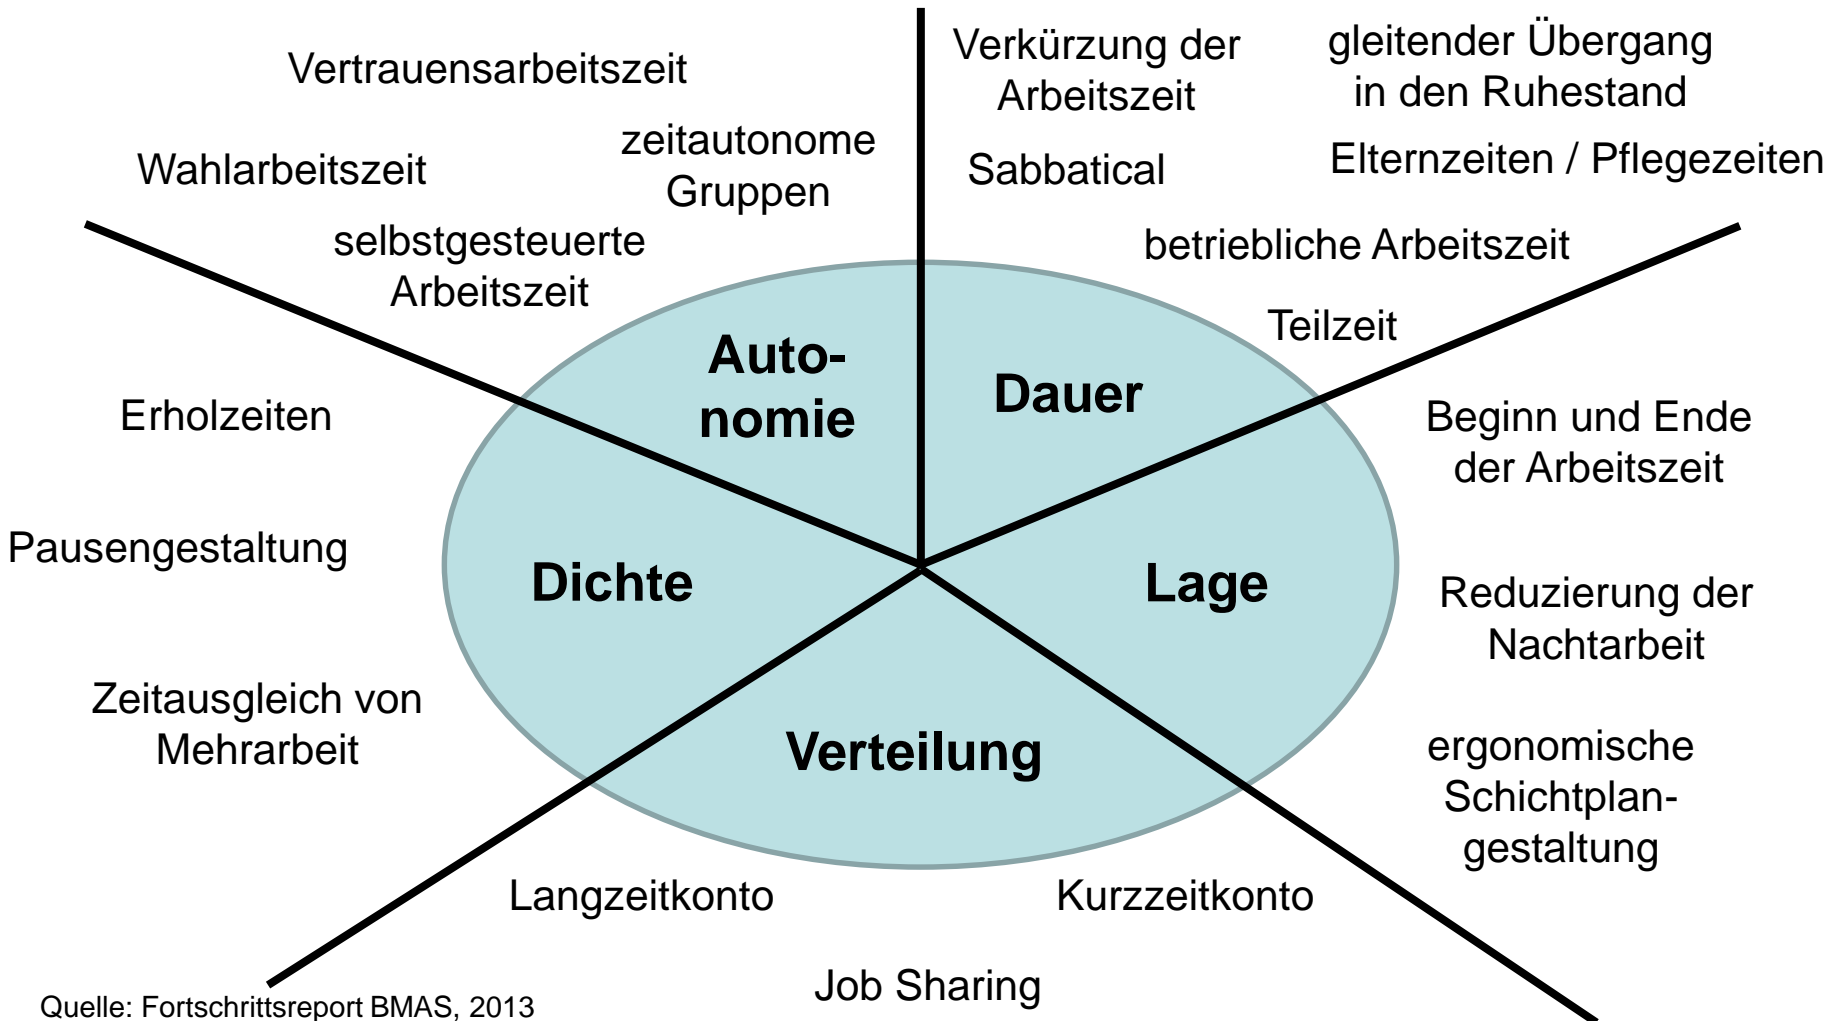 Vertrauensarbeitszeit
Wahlarbeitszeit
zeitautonome
Gruppen
selbstgesteuerte
Arbeitszeit
Auto-
nomie
Verkürzung der
Arbeitszeit
gleitender Übergang
in den Ruhestand
Sabbatical
Elternzeiten / Pflegezeiten
betriebliche Arbeitszeit
Teilzeit
Dauer
Beginn und Ende
der Arbeitszeit
Lage
Reduzierung der
Nachtarbeit
ergonomische
Schichtplan-
gestaltung
Erholzeiten
Pausengestaltung
Dichte
Zeitausgleich von
Mehrarbeit
Verteilung
Langzeitkonto
Kurzzeitkonto
Job Sharing
Quelle: Fortschrittsreport BMAS, 2013